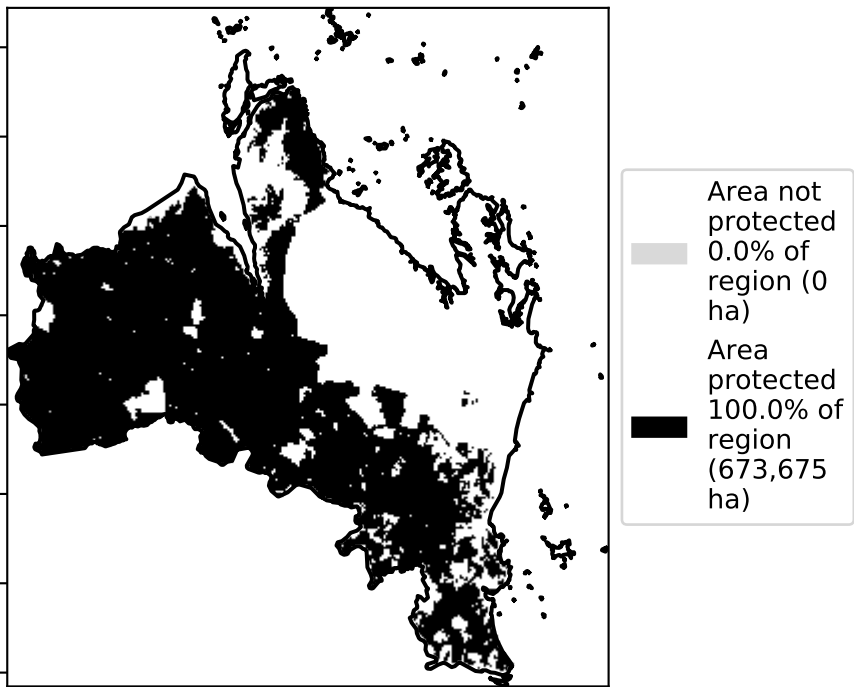 Area not
protected
0.0% of
region (0
ha)
Area
protected
100.0% of
region
(673,675
ha)